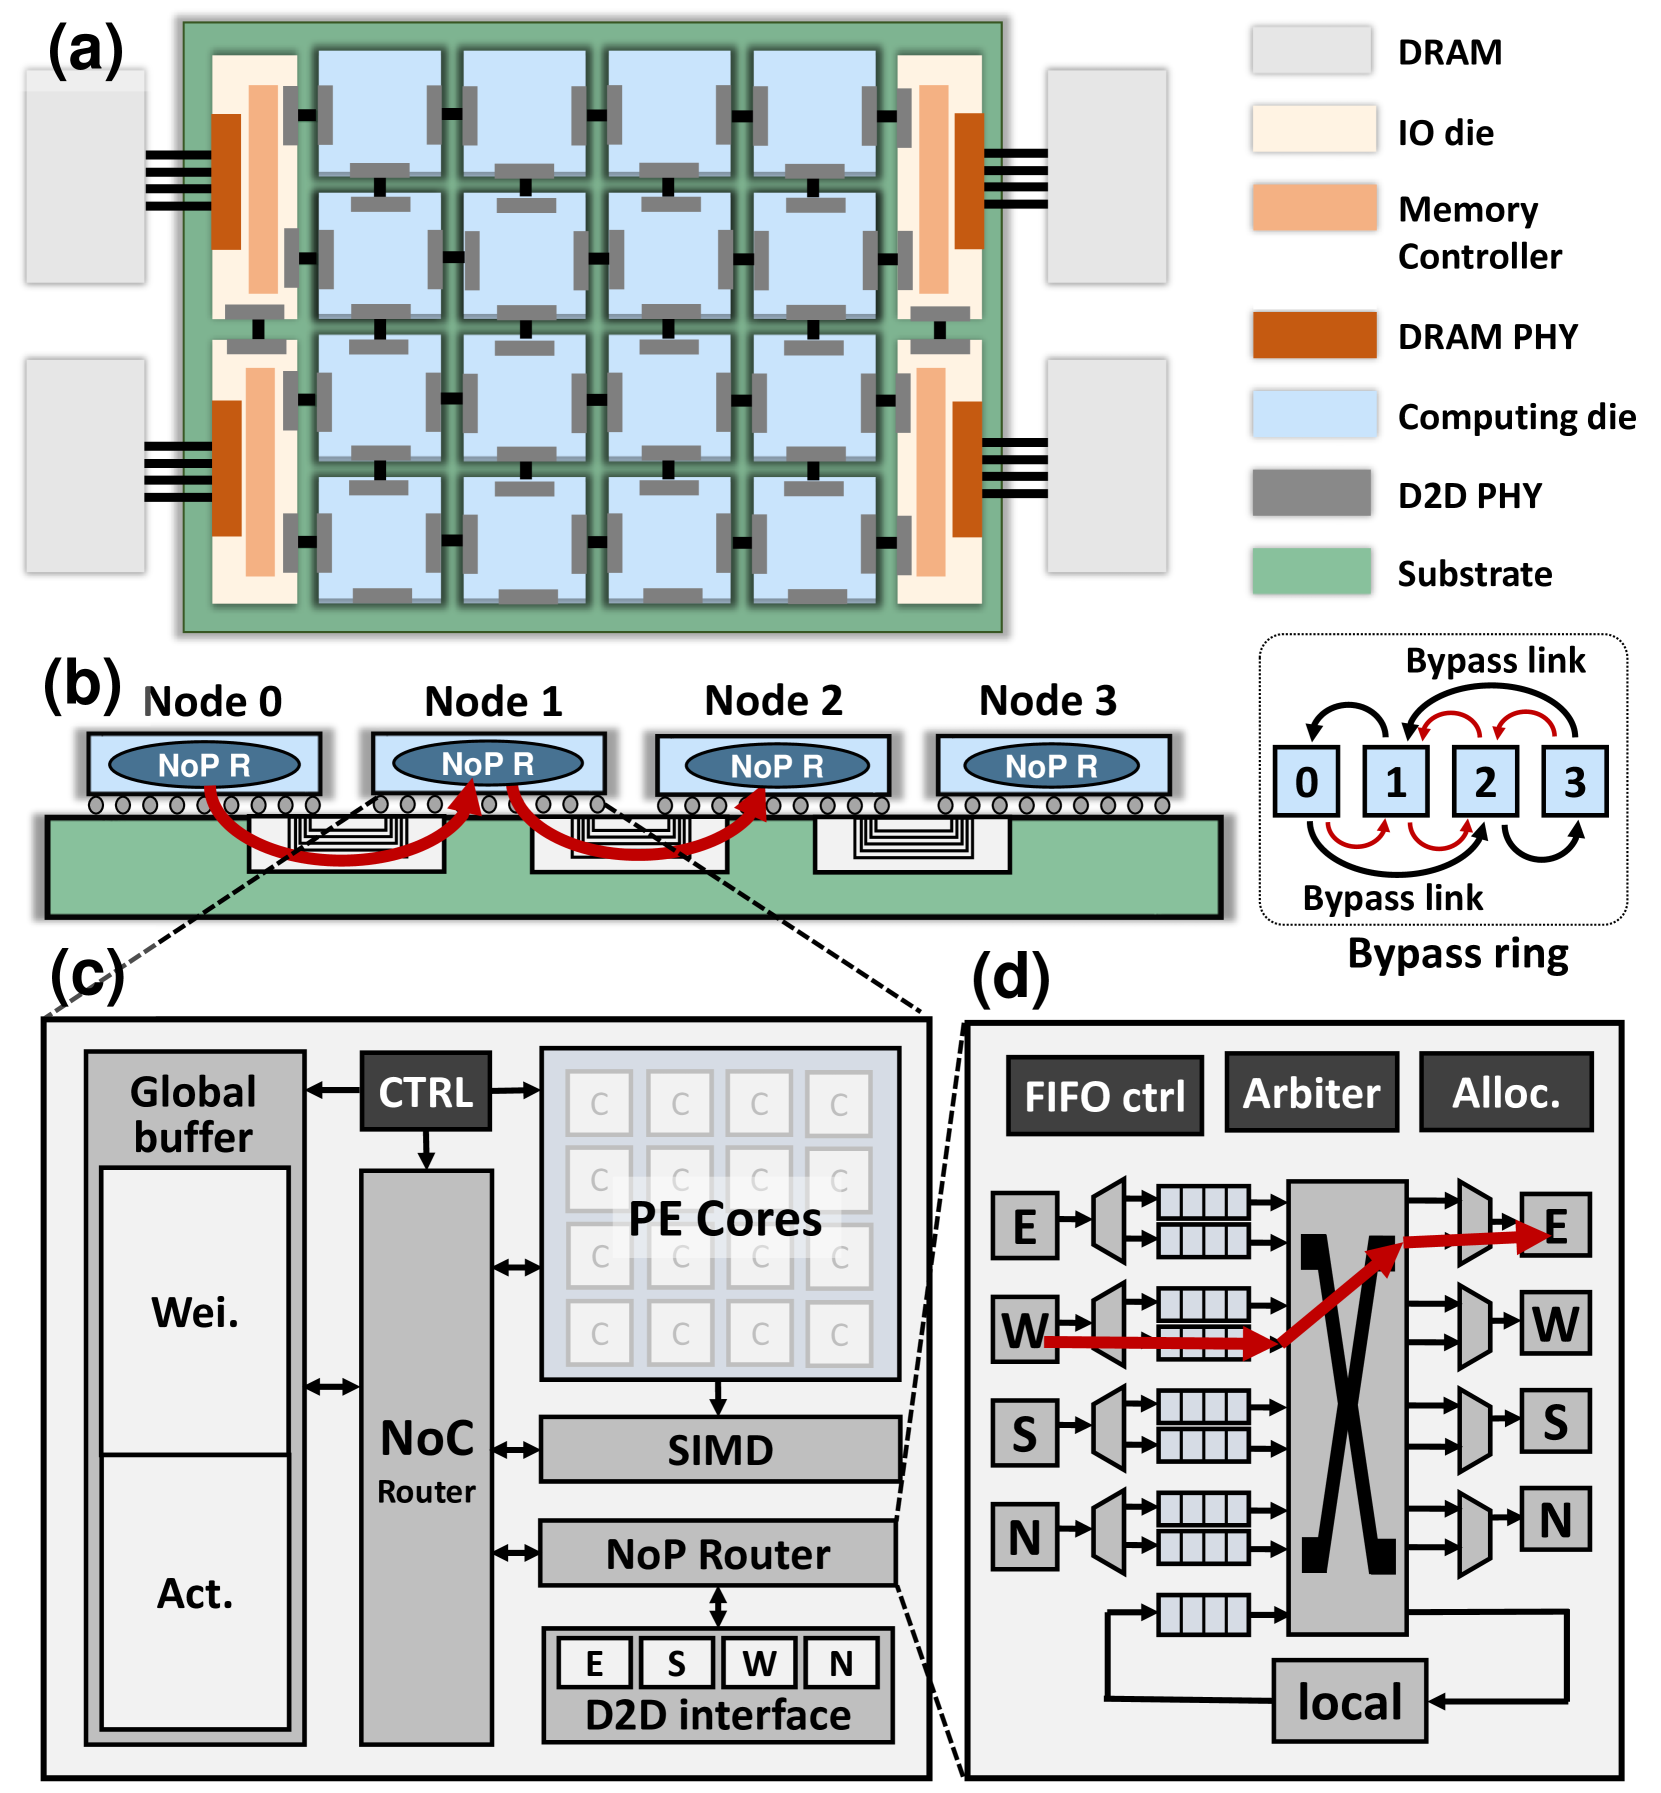 (a)
DRAM
IO die
Memory
Controller
DRAM PHY
Computing die
D2D PHY
Substrate
(b)
Node 0
Node 1
Node 2
Node 3
NoP R
NoP R
NoP R
NoP R
Bypass link
0
1
2
3
Bypass link
Bypass ring
(c)
Global
buffer
Wei.
Act.
CTRL
NoC
Router
C C C C
C C C C
PE Cores
C C C C
C C C C
SIMD
NoP Router
E S W N
D2D interface
(d)
FIFO ctrl
Arbiter
Alloc.
E
W
S
N
E
W
S
N
local